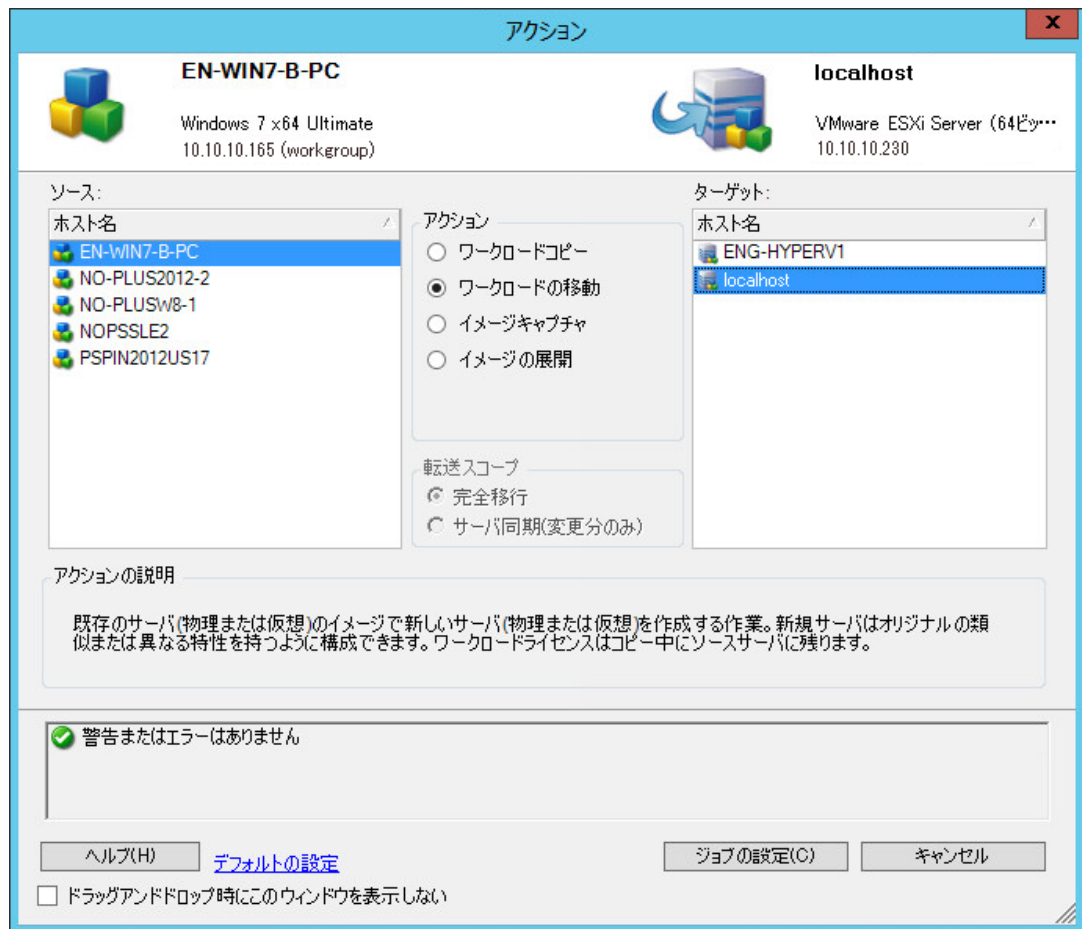 アクション
x
EN-WIN7-B-PC
Windows 7 x64 Ultimate
10.10.10.165 (workgroup)
localhost
VMware ESXi Server (64ビッ…
10.10.10.230
ソース:
ホスト名
EN-WIN7-B-PC
NO-PLUS2012-2
NO-PLUSW8-1
NOPSSLE2
PSPIN2012US17
アクション
ワークロードコピー
ワークロードの移動
イメージキャプチャ
イメージの展開
転送スコープ
完全移行
サーバ同期(変更分のみ)
ターゲット:
ホスト名
ENG-HYPERV1
localhost
アクションの説明
既存のサーバ(物理または仮想)のイメージで新しいサーバ(物理または仮想)を作成する作業。新規サーバはオリジナルの類
似または異なる特性を持つように構成できます。ワークロードライセンスはコピー中にソースサーバに残ります。
警告またはエラーはありません
ヘルプ(H)
デフォルトの設定
ジョブの設定(C)
キャンセル
ドラッグアンドドロップ時にこのウィンドウを表示しない